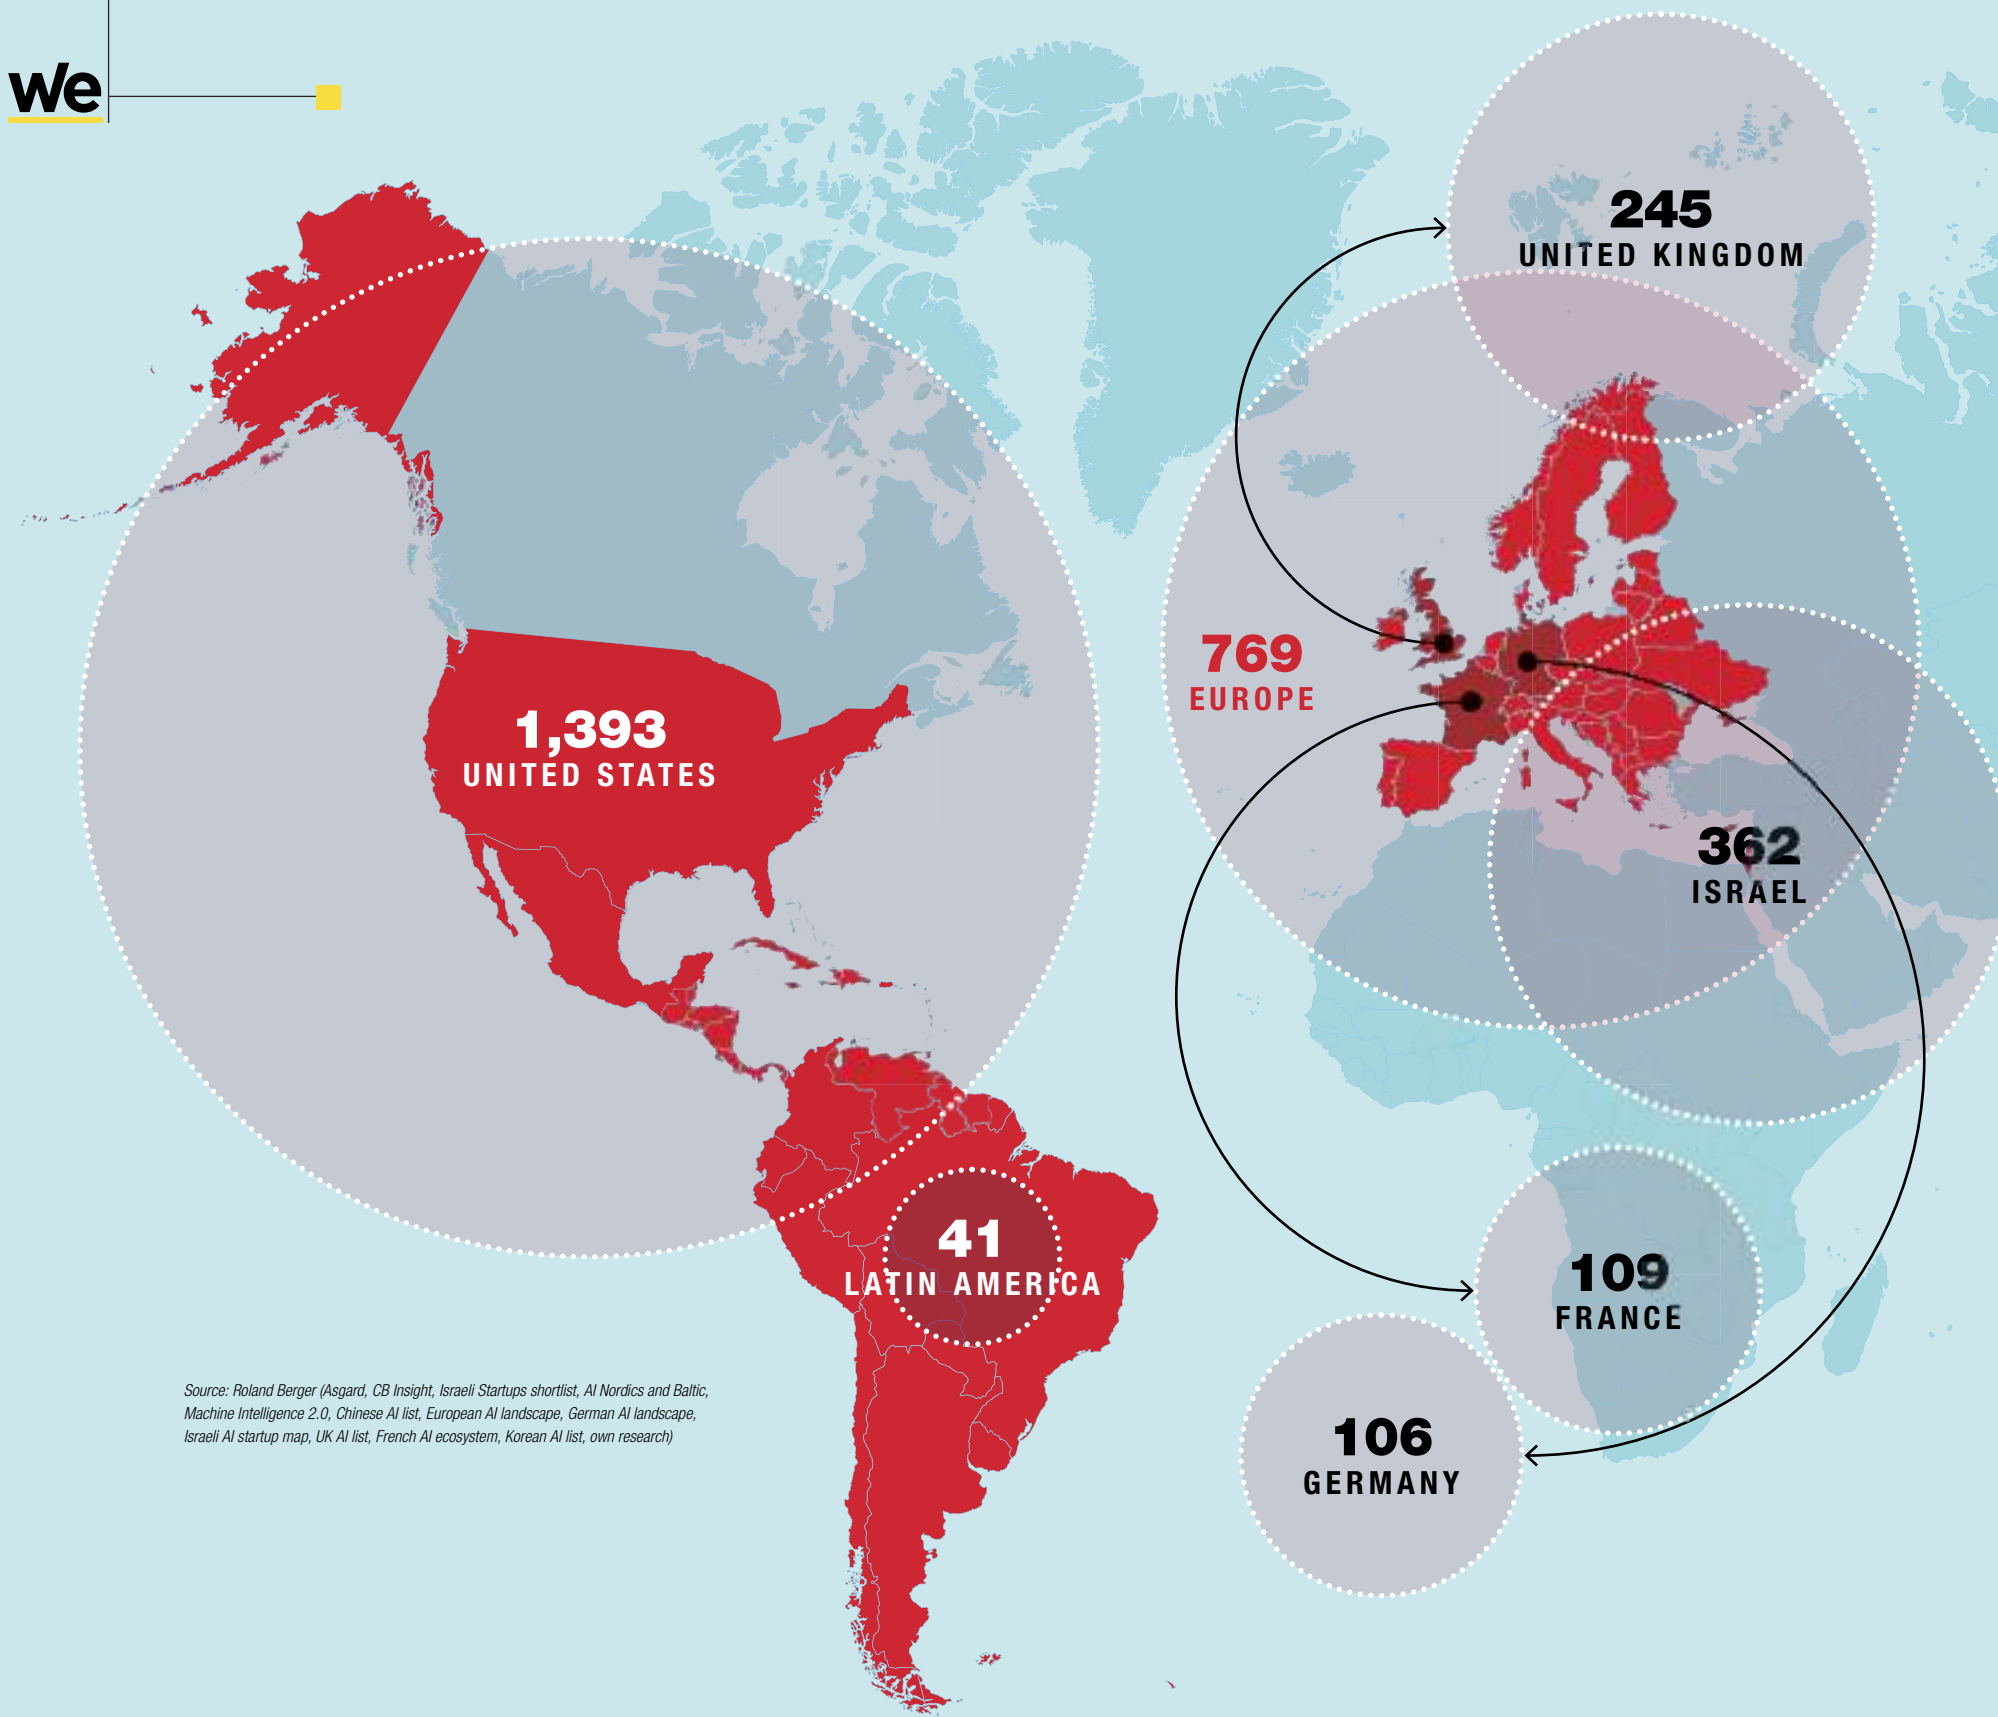 we
245
UNITED KINGDOM
769
EUROPE
1,393
UNITED STATES
362
ISRAEL
41
LATIN AMERICA
109
FRANCE
106
GERMANY
Source: Roland Berger (Asgard, CB Insight, Israeli Startups shortlist, AI Nordics and Baltic,
Machine Intelligence 2.0, Chinese AI list, European AI landscape, German AI landscape,
Israeli AI startup map, UK AI list, French AI ecosystem, Korean AI list, own research)